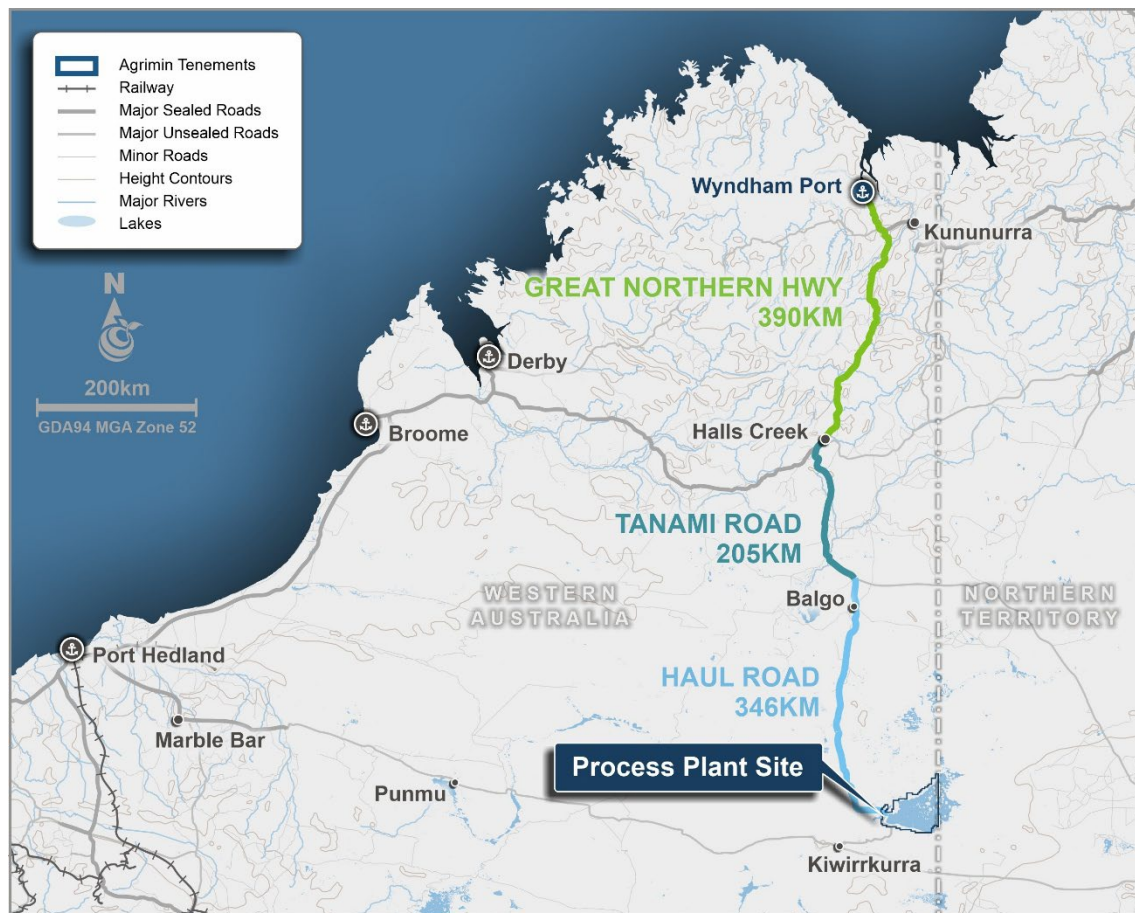 Agrimin Tenements
Railway
Major Sealed Roads
Major Unsealed Roads
Minor Roads
Height Contours
Major Rivers
Lakes
N
200km
GDA94 MGA Zone 52
Wyndham Port
Kununurra
GREAT NORTHERN HWY
390KM
Derby
Broome
Halls Creek
TANAMI ROAD
205KM
WESTERN
AUSTRALIA
NORTHERN
TERRITORY
Balgo
Port Hedland
HAUL ROAD
346KM
Marble Bar
Process Plant Site
Punmu
Kiwirrkurra